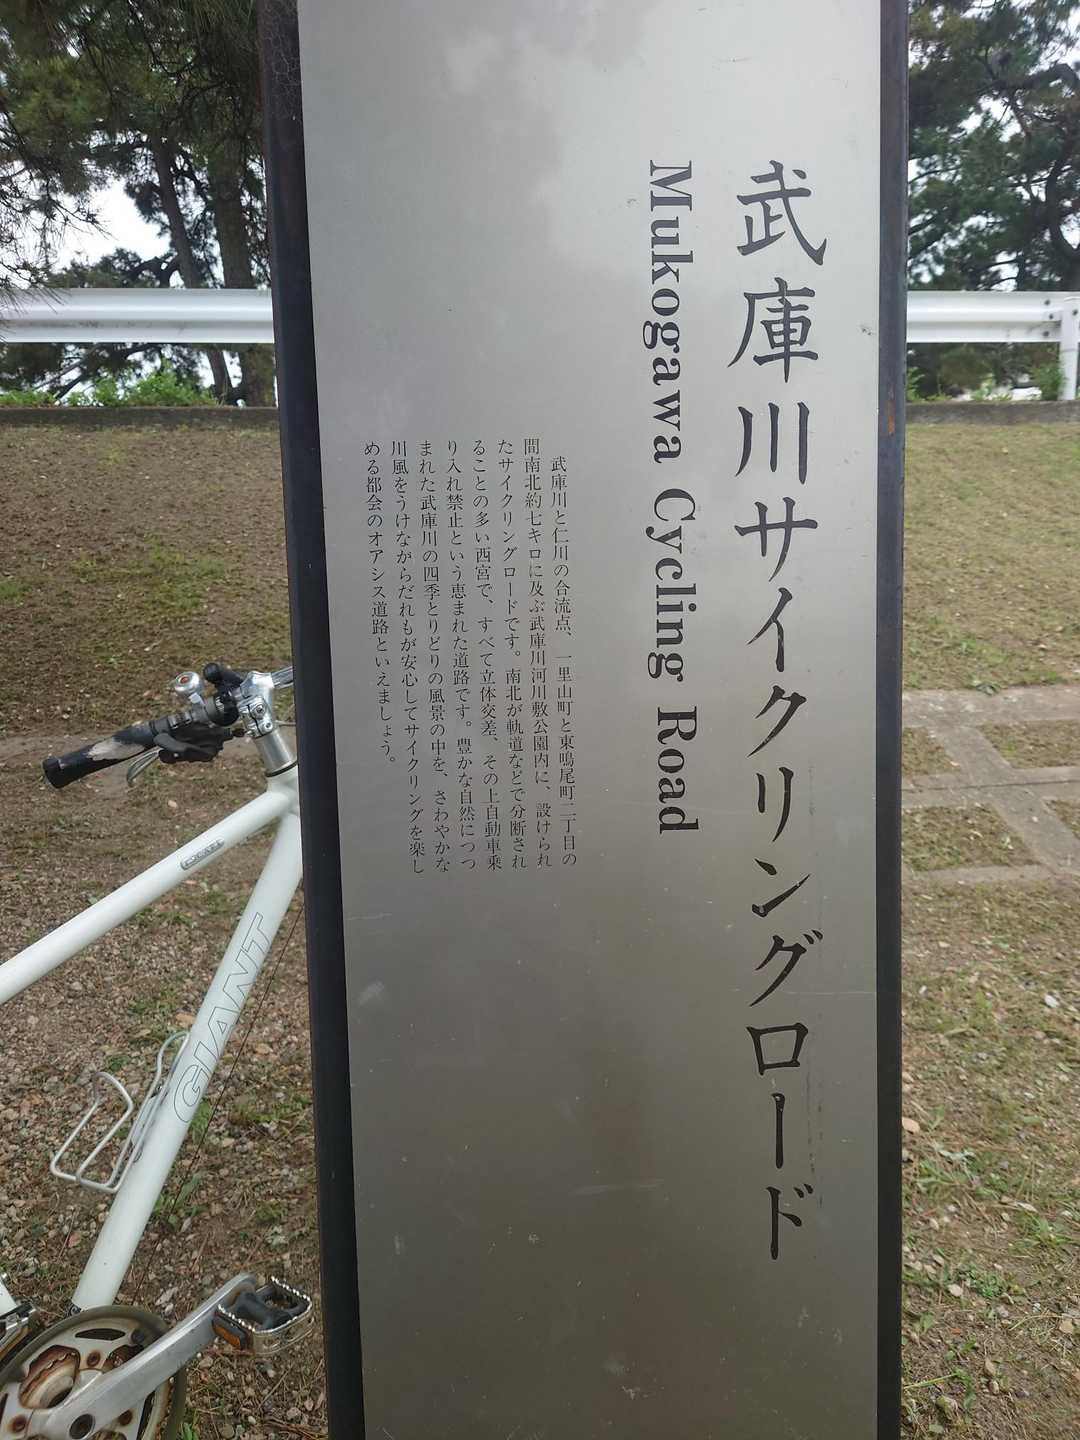 武庫川サイクリングロード
Mukogawa Cycling Road
武庫川と仁川の合流点、一里山町と東鳴尾町二丁目の
間南北約七キロに及ぶ武庫川河川敷公園内に、設けられ
たサイクリングロードです。南北が軌道などで分断され
ることの多い西宮で、すべて立体交差、その上自動車乗
り入れ禁止という恵まれた道路です。豊かな自然につつ
まれた武庫川の四季とりどりの風景の中を、さわやかな
川風をうけながらだれもが安心してサイクリングを楽し
める都会のオアシス道路といえましょう。
GIANT